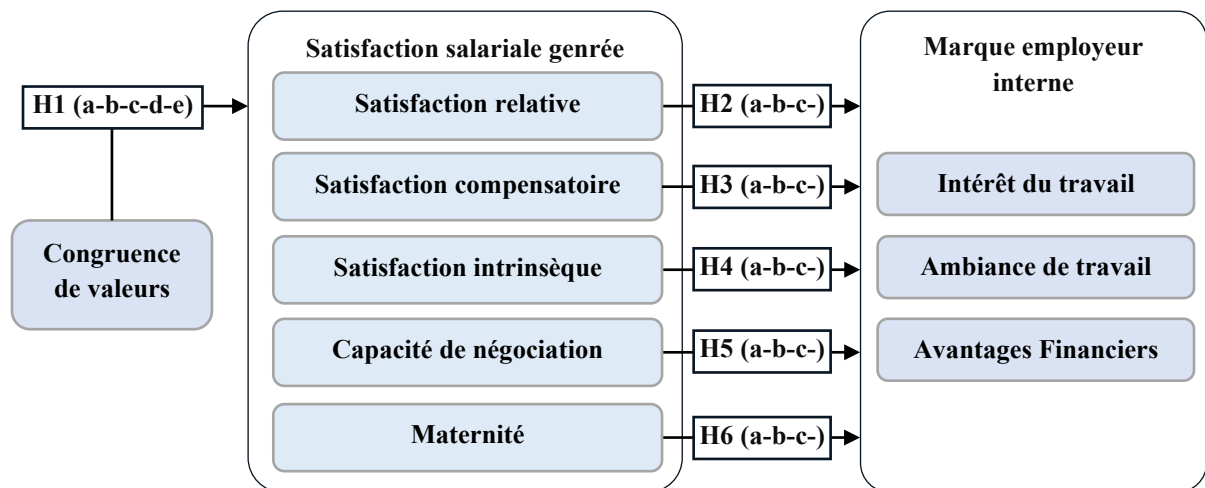 H1 (a-b-c-d-e)
Congruence
de valeurs
Satisfaction salariale genrée
Satisfaction relative
Satisfaction compensatoire
Satisfaction intrinsèque
Capacité de négociation
Maternité
H2 (a-b-c-)
H3 (a-b-c-)
H4 (a-b-c-)
H5 (a-b-c-)
H6 (a-b-c-)
Marque employeur
interne
Intérêt du travail
Ambiance de travail
Avantages Financiers